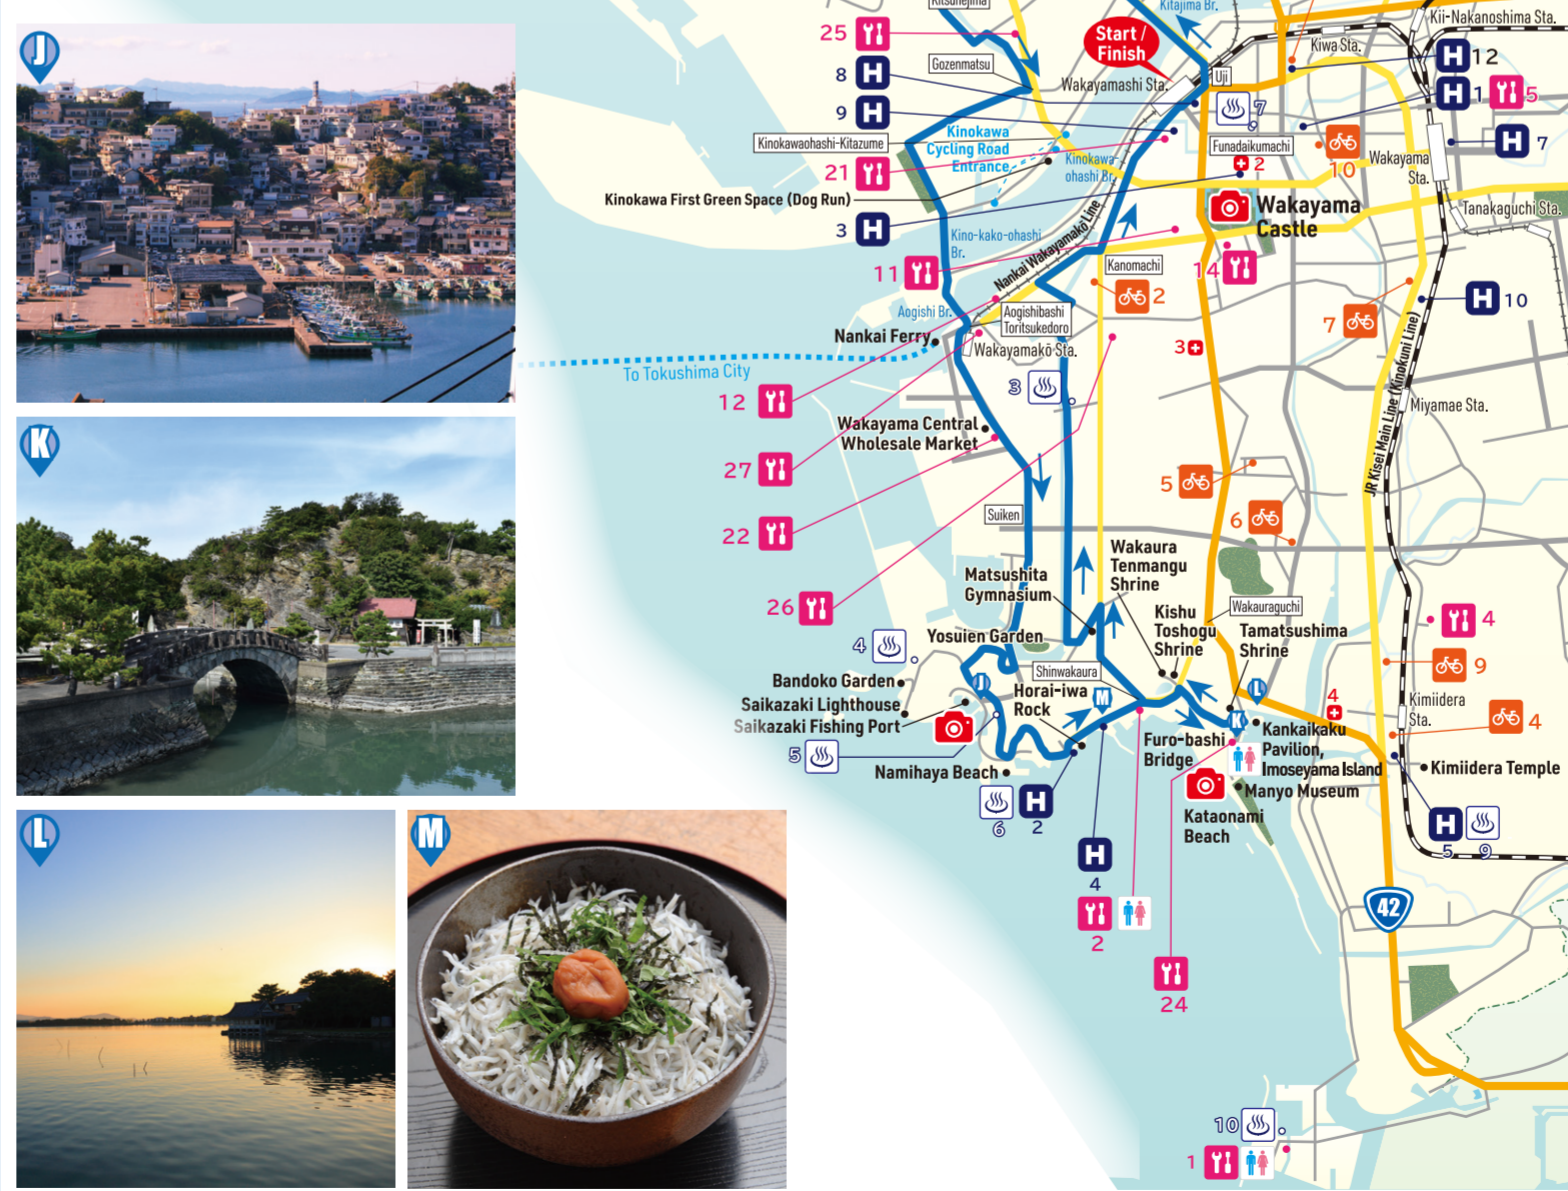 J
K
L
M
Kitsunejima
25
8
Gozenmatsu
9
Kinokawaohashi-Kitazume
Kinokawa
Cycling Road
Entrance
21
Kinokawa-
ohashi Br.
Kinokawa First Green Space (Dog Run)
3
Kino-kako-ohashi
Br.
11
Nankai Wakayamakō Line
Aogishi Br.
Aogishibashi
Toritsukedoro
Nankai Ferry
Wakayamakō Sta.
To Tokushima City
12
Wakayama Central
Wholesale Market
27
22
26
Kitajima Br.
Start /
Finish
Wakayamashi Sta.
Uji
7
Kiwa Sta.
Kii-Nakanoshima Sta.
H 12
H 1
5
H 7
Funadaikumachi
2
10
Wakayama
Sta.
Wakayama
Castle
Tanakaguchi Sta.
Kanomachi
2
14
H 10
7
3
3
JR Kisei Main Line (Kinokuni Line)
Miyamae Sta.
5
6
Suiken
Matsushita
Gymnasium
Wakaura
Tenmangu
Shrine
Kishu
Toshogu
Shrine
Wakauraguchi
Tamatsushima
Shrine
4
9
Yosuien Garden
4
Shinwakaura
Bandoko Garden
Saikazaki Lighthouse
Saikazaki Fishing Port
J
Horai-iwa
Rock
M
L
K
4
Kimiidera
Sta.
4
5
Namihaya Beach
6
H
2
Furo-bashi
Bridge
Kankaikaku
Pavilion,
Imoseyama Island
Kimiidera Temple
Manyo Museum
Kataonami
Beach
H
5
9
H
4
2
24
42
10
1